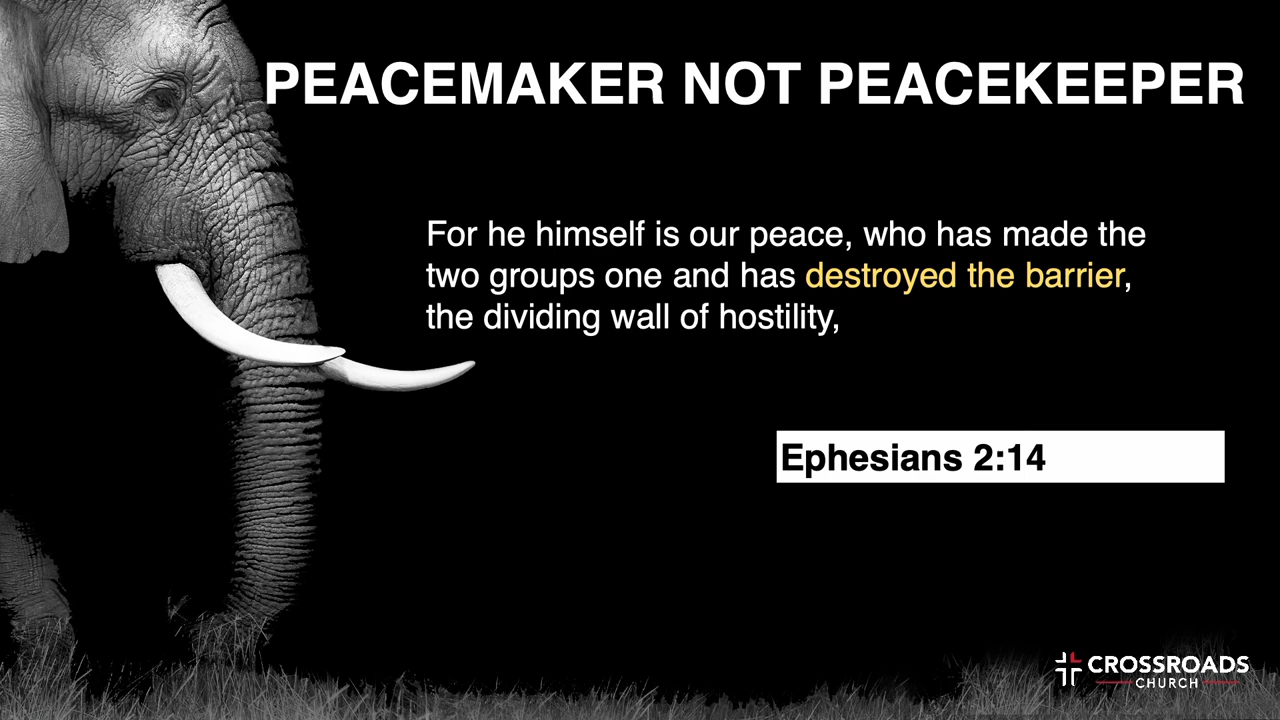 PEACEMAKER NOT PEACEKEEPER
For he himself is our peace, who has made the
two groups one and has destroyed the barrier,
the dividing wall of hostility,
Ephesians 2:14
CROSSROADS
CHURCH